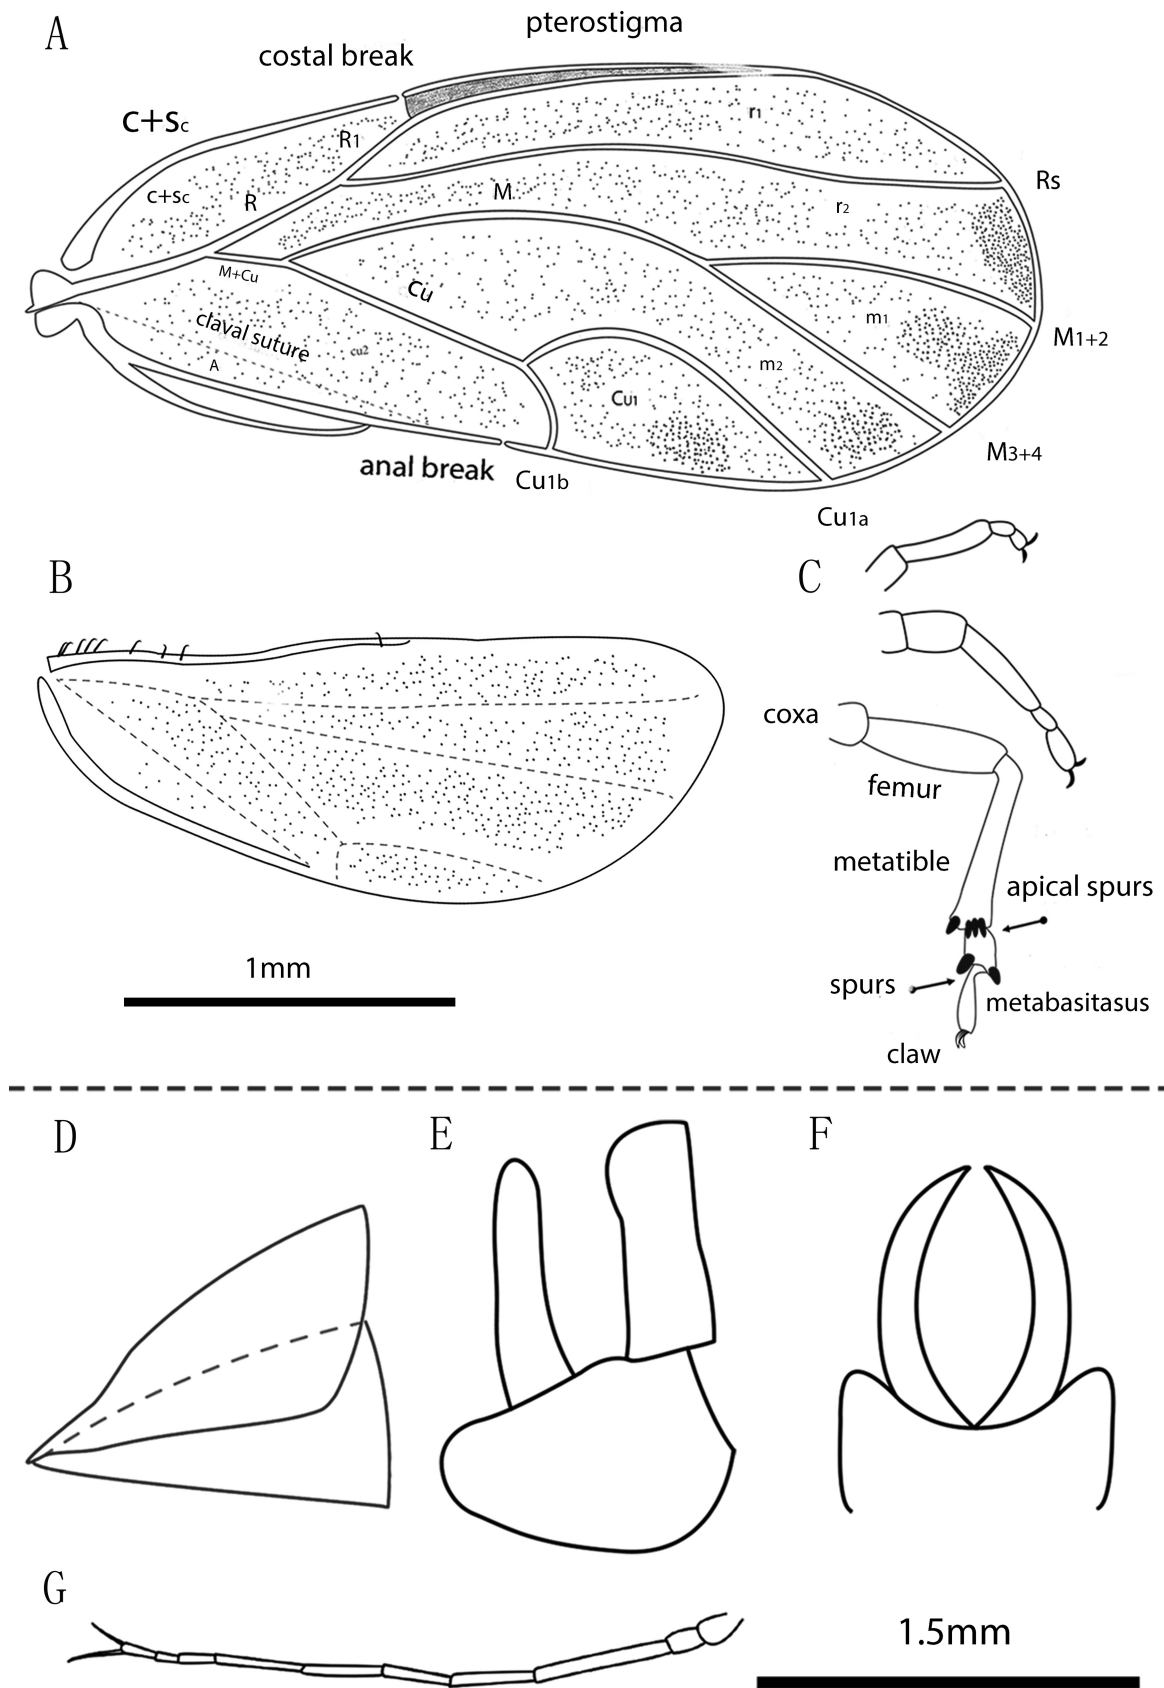 A
pterostigma
costal break
c+sc
r1
R1
Rs
c+sc
R
M
r2
M+Cu
Cu
m1
claval suture
cu2
M1+2
A
m2
Cu1
M3+4
anal break
Cu1b
Cu1a
B
C
coxa
femur
metatible
apical spurs
1mm
spurs
metabasitasus
claw
D
E
F
G
1.5mm